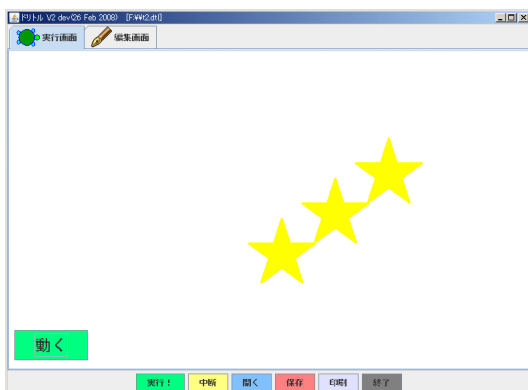 ドリトル V2 dev(26 Feb 2008) [F:¥¥t2.dtl]
実行画面 編集画面
動く
実行！ 中断 開く 保存 印刷 終了